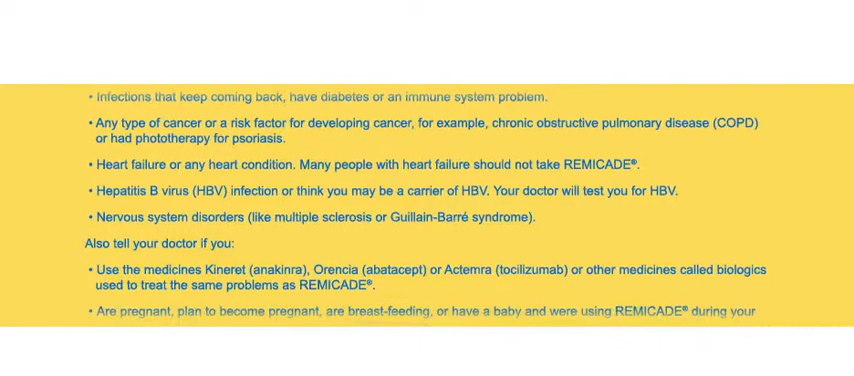 • Infections that keep coming back, have diabetes or an immune system problem.
• Any type of cancer or a risk factor for developing cancer, for example, chronic obstructive pulmonary disease (COPD)
or had phototherapy for psoriasis.
• Heart failure or any heart condition. Many people with heart failure should not take REMICADE®.
• Hepatitis B virus (HBV) infection or think you may be a carrier of HBV. Your doctor will test you for HBV.
• Nervous system disorders (like multiple sclerosis or Guillain-Barré syndrome).
Also tell your doctor if you:
• Use the medicines Kineret (anakinra), Orencia (abatacept) or Actemra (tocilizumab) or other medicines called biologics
used to treat the same problems as REMICADE®.
• Are pregnant, plan to become pregnant, are breast-feeding, or have a baby and were using REMICADE® during your